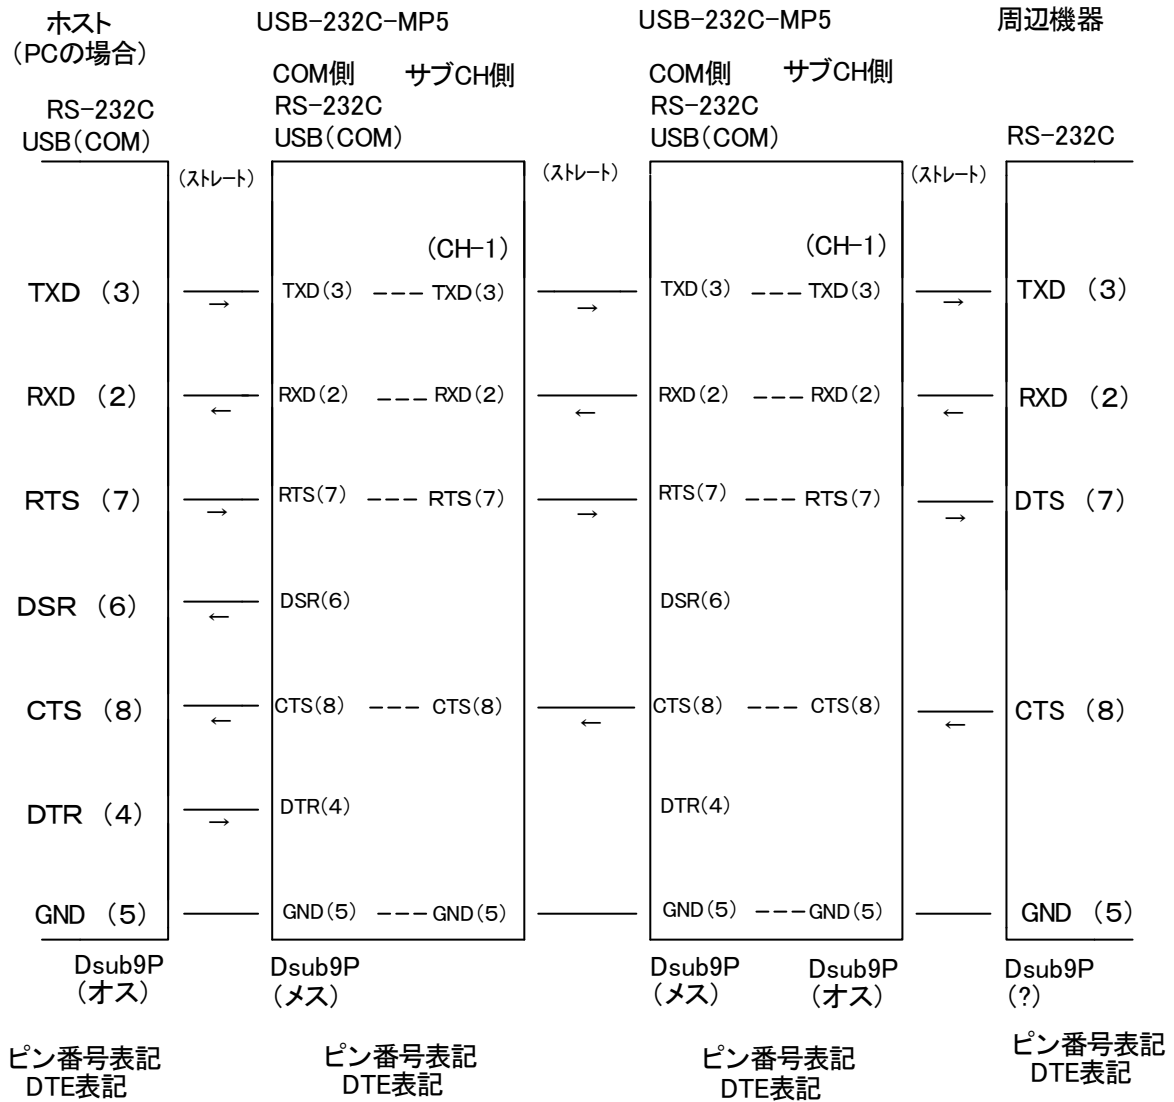 ホスト
（PCの場合）
USB-232C-MP5
USB-232C-MP5
周辺機器
COM側
サブCH側
COM側
サブCH側
RS-232C
USB（COM）
RS-232C
USB（COM）
RS-232C
USB（COM）
RS-232C
（ストレート）
（ストレート）
（ストレート）
（CH-1）
（CH-1）
TXD （3）
→
TXD（3） --- TXD（3）
→
TXD（3） --- TXD（3）
→
TXD （3）
RXD （2）
←
RXD（2） --- RXD（2）
←
RXD（2） --- RXD（2）
←
RXD （2）
RTS （7）
→
RTS（7） --- RTS（7）
→
RTS（7） --- RTS（7）
→
DTS （7）
DSR （6）
←
DSR（6）
DSR（6）
CTS （8）
←
CTS（8） --- CTS（8）
←
CTS（8） --- CTS（8）
←
CTS （8）
DTR （4）
→
DTR（4）
DTR（4）
GND （5）
GND（5） --- GND（5）
GND（5） --- GND（5）
GND （5）
Dsub9P
（オス）
Dsub9P
（メス）
Dsub9P
（メス）
Dsub9P
（オス）
Dsub9P
（?）
ピン番号表記
DTE表記
ピン番号表記
DTE表記
ピン番号表記
DTE表記
ピン番号表記
DTE表記